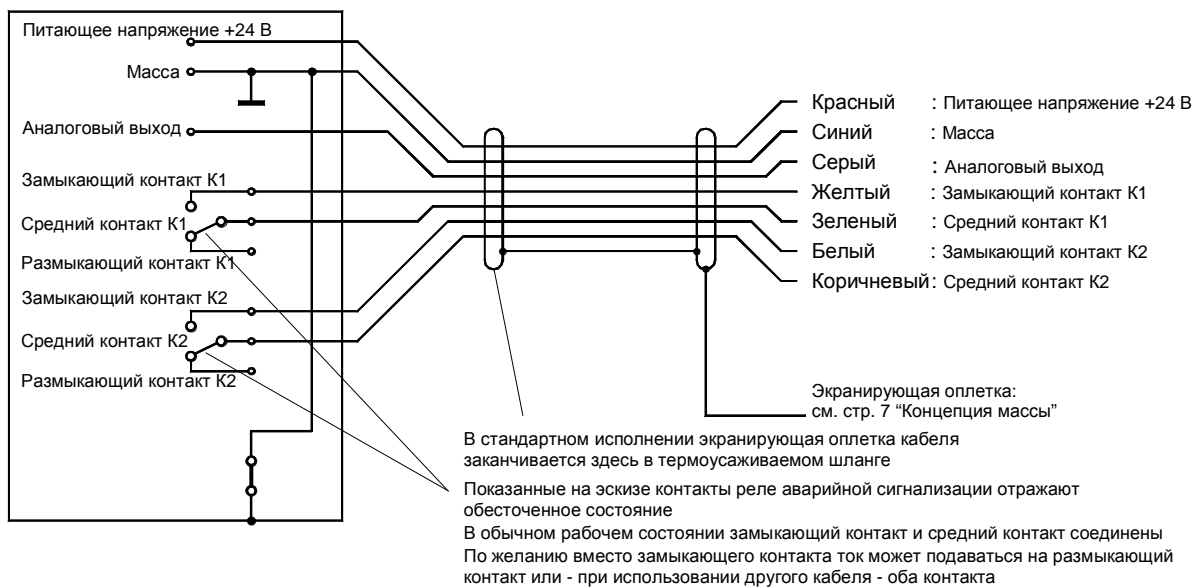 Питающее напряжение +24 В
Масса
Аналоговый выход
Замыкающий контакт К1
Средний контакт К1
Размыкающий контакт К1
Замыкающий контакт К2
Средний контакт К2
Размыкающий контакт К2
Красный : Питающее напряжение +24 В
Синий : Масса
Серый : Аналоговый выход
Желтый : Замыкающий контакт К1
Зеленый : Средний контакт К1
Белый : Замыкающий контакт К2
Коричневый : Средний контакт К2
Экранирующая оплетка:
см. стр. 7 “Концепция массы”
В стандартном исполнении экранирующая оплетка кабеля
заканчивается здесь в термоусаживаемом шланге
Показанные на эскизе контакты реле аварийной сигнализации отражают
обесточенное состояние
В обычном рабочем состоянии замыкающий контакт и средний контакт соединены
По желанию вместо замыкающего контакта ток может подаваться на размыкающий
контакт или - при использовании другого кабеля - оба контакта